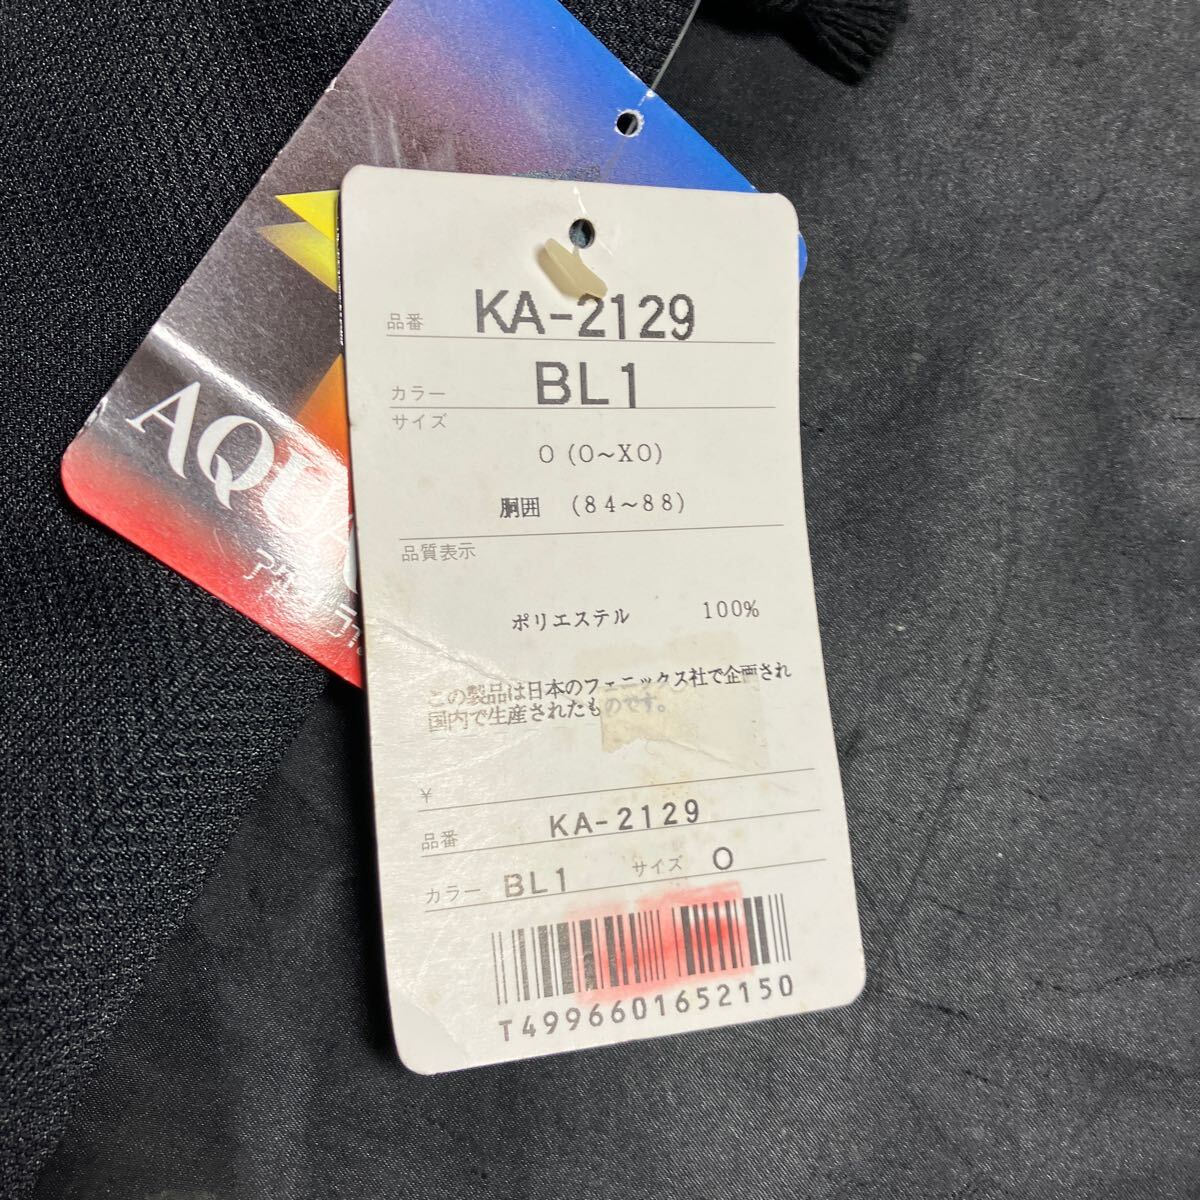 品番 KA-2129
カラー BL1
サイズ
O (O~XO)
胴囲 (84~88)
品質表示
ポリエステル 100%
この製品は日本のフェニックス社で企画され
国内で生産されたものです。
¥
品番 KA-2129
カラー BL1 サイズ O
T4996601652150
AQU